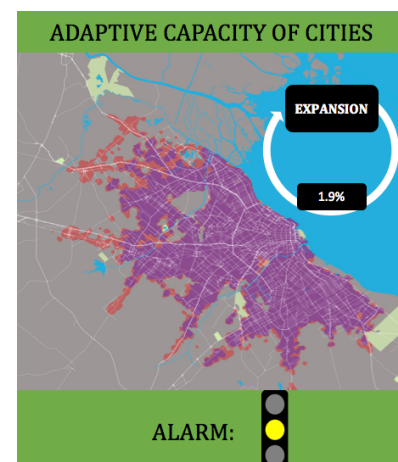 ADAPTIVE CAPACITY OF CITIES
EXPANSION
1.9%
ALARM: